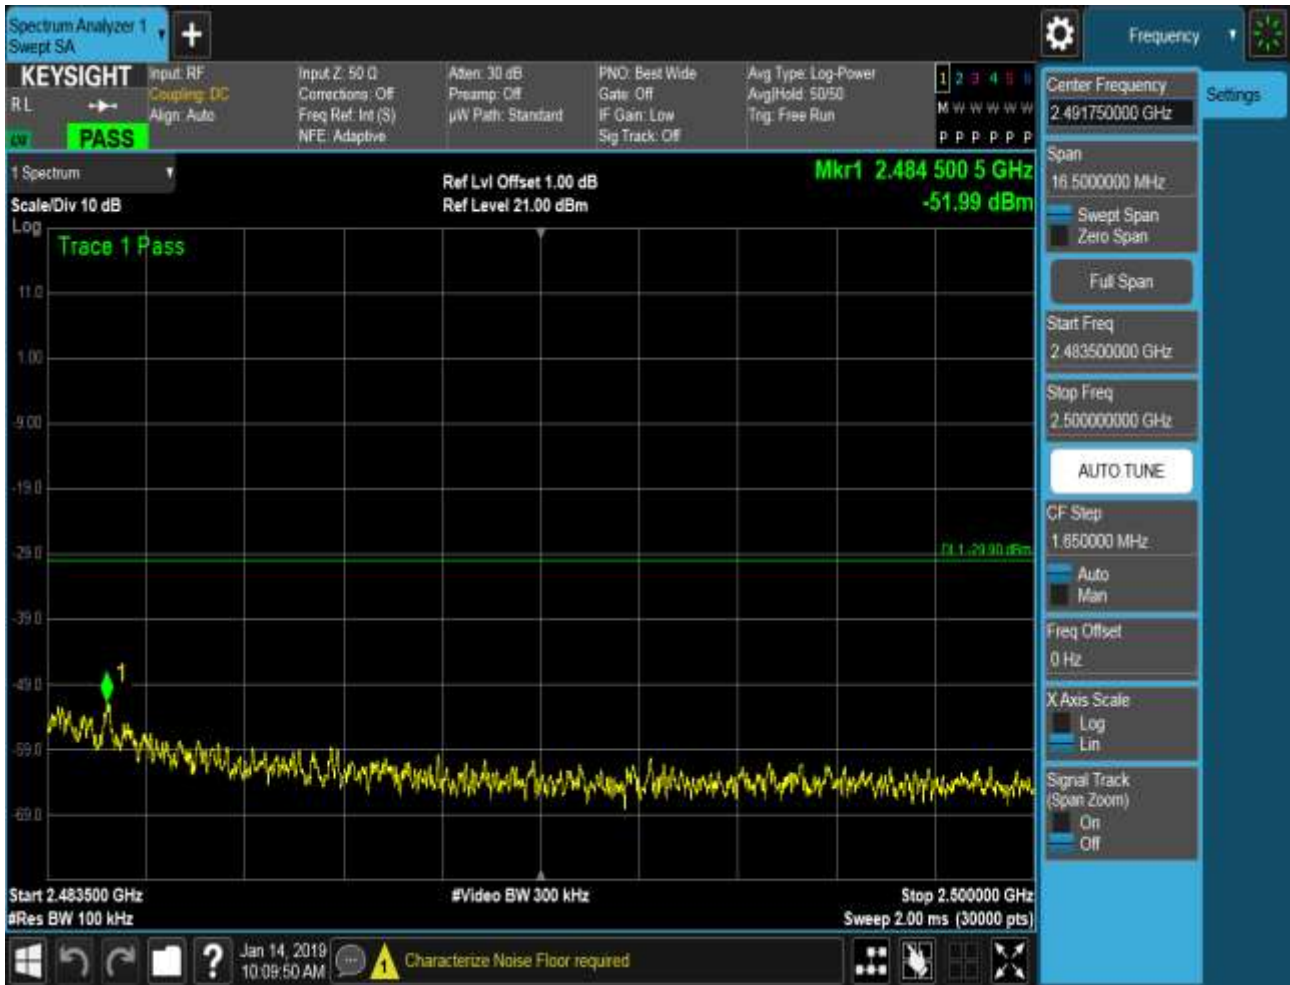 Spectrum Analyzer 1
Swept SA
+
Frequency
KEYSIGHT
R L
PASS
Input: RF
Coupling: DC
Align: Auto
Input Z: 50 Ω
Corrections: Off
Freq Ref: Int (S)
NFE: Adaptive
Atten: 30 dB
Preamp: Off
µW Path: Standard
PNO: Best Wide
Gate: Off
IF Gain: Low
Sig Track: Off
Avg Type: Log-Power
Avg|Hold: 50/50
Trig: Free Run
1 2 3 4 5 6
M W W W W W
P P P P P P
1 Spectrum
Scale/Div 10 dB
Ref Lvl Offset 1.00 dB
Ref Level 21.00 dBm
Mkr1 2.484 500 5 GHz
-51.99 dBm
Log
Trace 1 Pass
11.0
1.00
-9.00
-19.0
-29.0
DL1 -29.90 dBm
-39.0
-49.0
1
-59.0
-69.0
Start 2.483500 GHz
#Video BW 300 kHz
Stop 2.500000 GHz
#Res BW 100 kHz
Sweep 2.00 ms (30000 pts)
Center Frequency
2.491750000 GHz
Settings
Span
16.5000000 MHz
Swept Span
Zero Span
Full Span
Start Freq
2.483500000 GHz
Stop Freq
2.500000000 GHz
AUTO TUNE
CF Step
1.650000 MHz
Auto
Man
Freq Offset
0 Hz
X Axis Scale
Log
Lin
Signal Track
(Span Zoom)
On
Off
?
Jan 14, 2019
10:09:50 AM
1
Characterize Noise Floor required